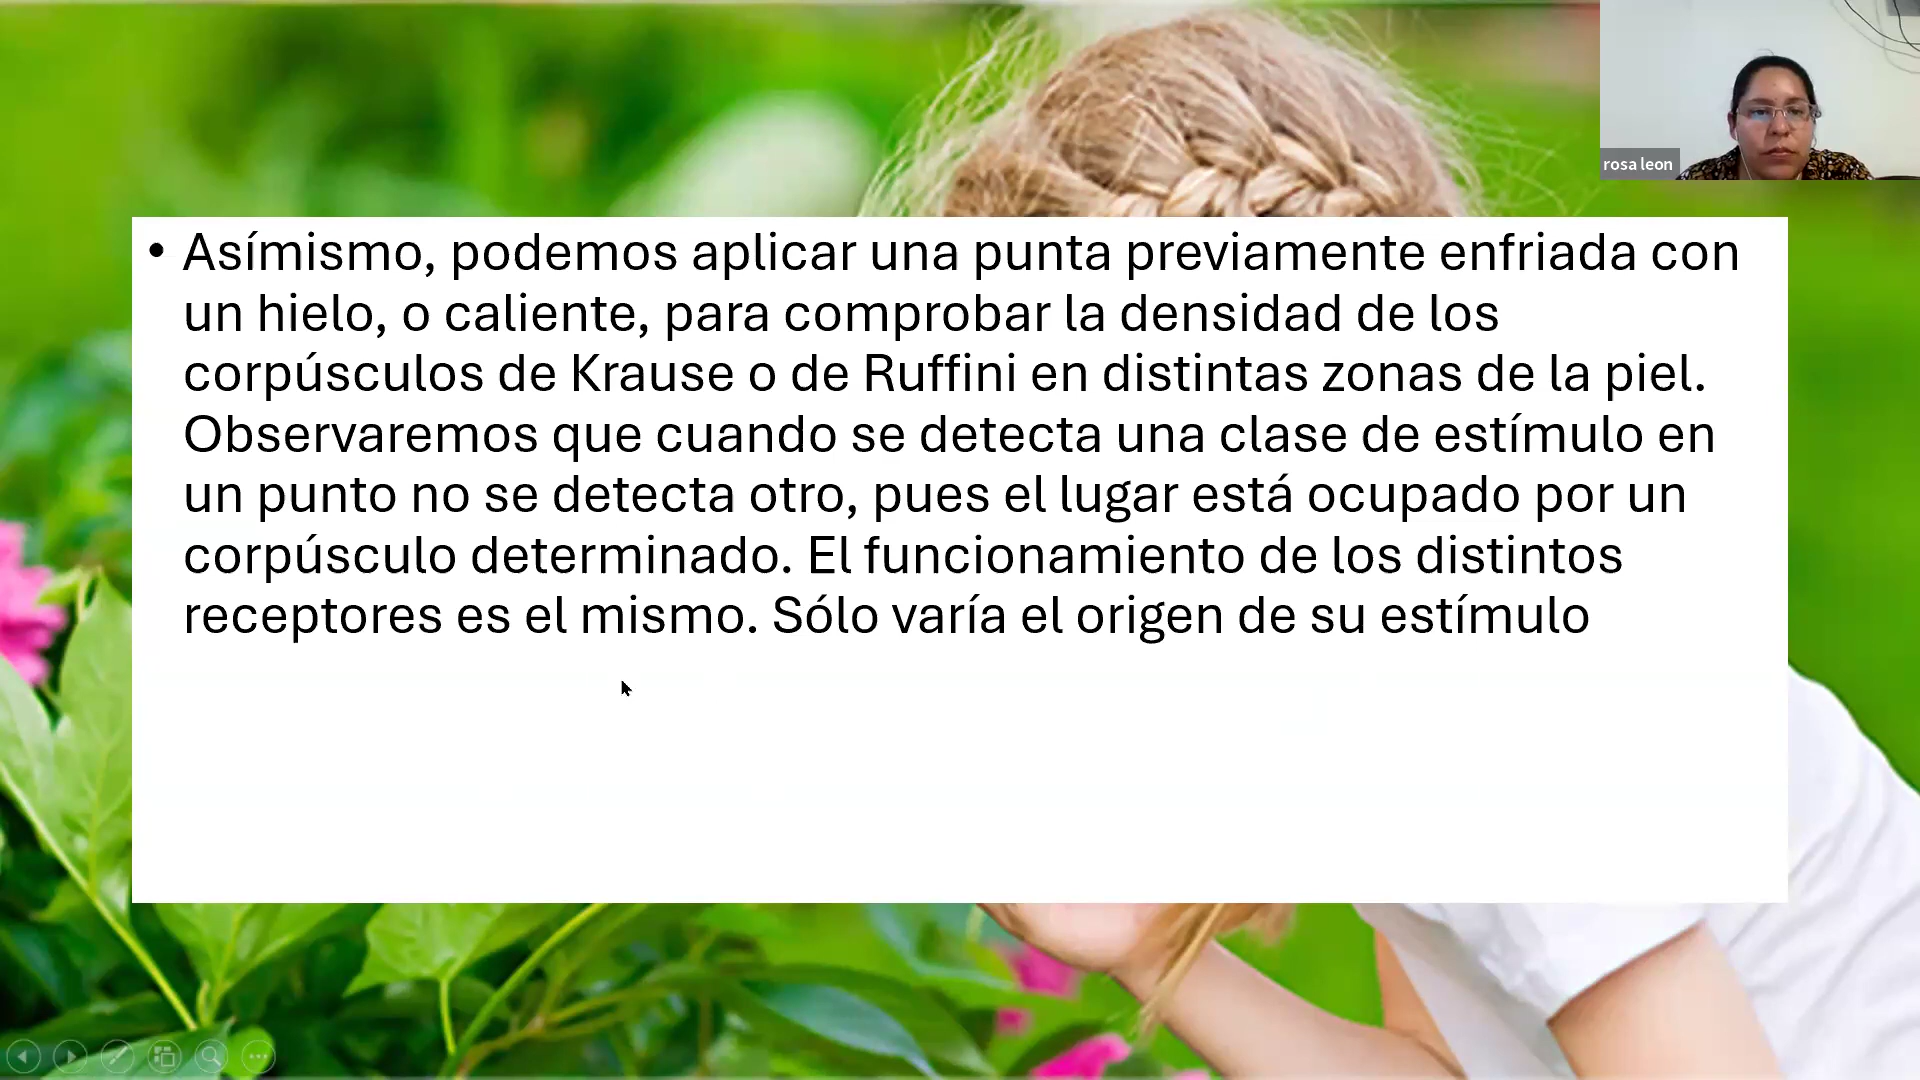 rosa leon
• Asímismo, podemos aplicar una punta previamente enfriada con
un hielo, o caliente, para comprobar la densidad de los
corpúsculos de Krause o de Ruffini en distintas zonas de la piel.
Observaremos que cuando se detecta una clase de estímulo en
un punto no se detecta otro, pues el lugar está ocupado por un
corpúsculo determinado. El funcionamiento de los distintos
receptores es el mismo. Sólo varía el origen de su estímulo